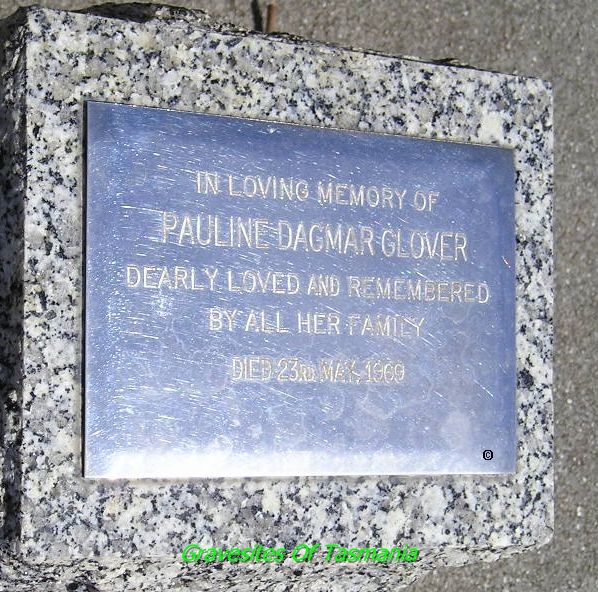 IN LOVING MEMORY OF
PAULINE DAGMAR GLOVER
DEARLY LOVED AND REMEMBERED
BY ALL HER FAMILY
DIED 23RD MAY, 1969
©
Gravesites Of Tasmania